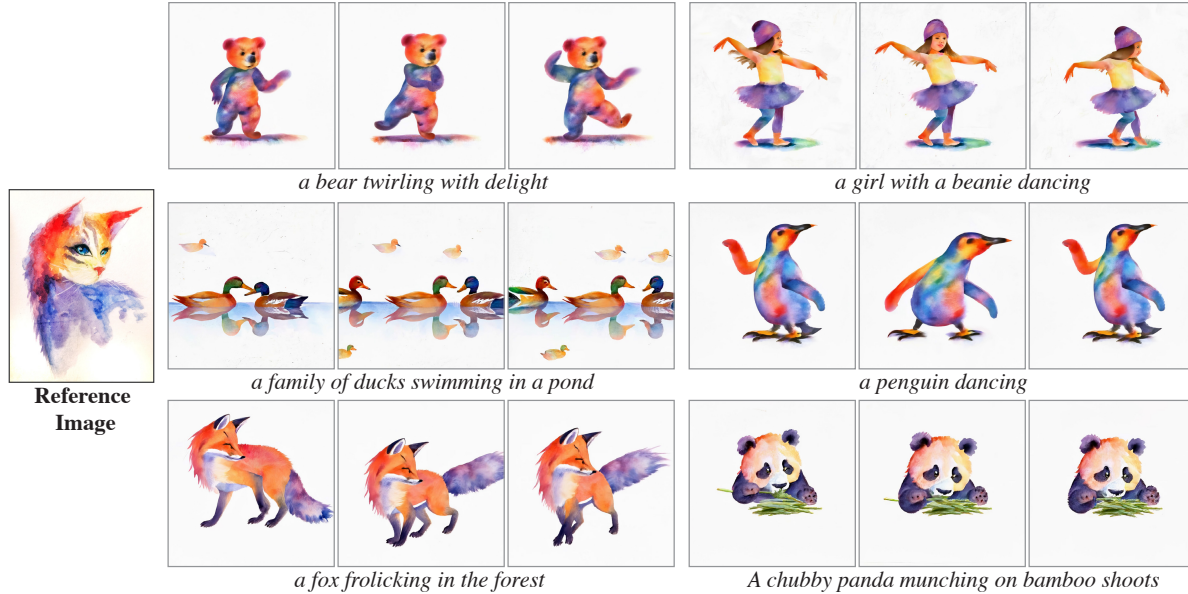 a bear twirling with delight
a girl with a beanie dancing
Reference
Image
a family of ducks swimming in a pond
a penguin dancing
a fox frolicking in the forest
A chubby panda munching on bamboo shoots